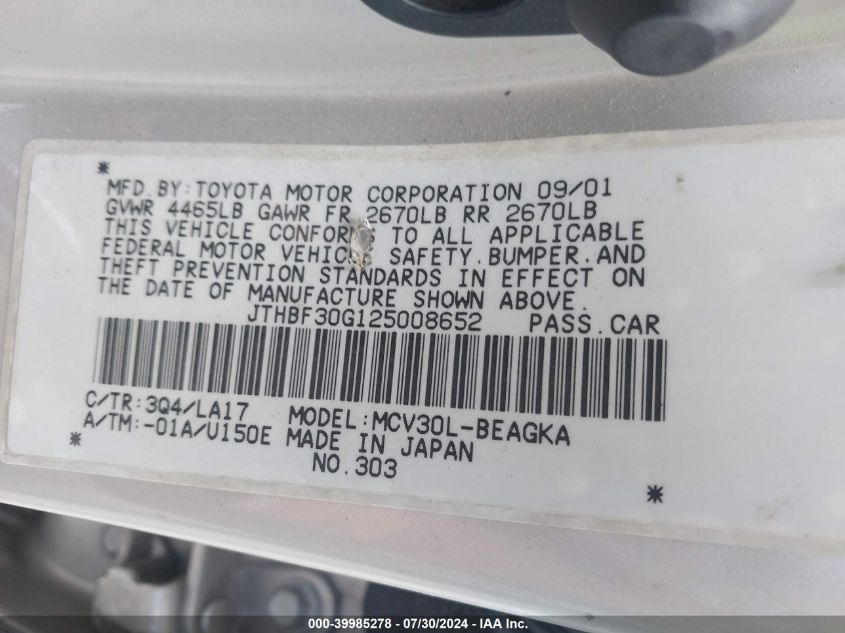 *
MFD.BY:TOYOTA MOTOR CORPORATION 09/01
GVWR 4465LB GAWR FR 2670LB RR 2670LB
THIS VEHICLE CONFORMS TO ALL APPLICABLE
FEDERAL MOTOR VEHICLE SAFETY.BUMPER.AND
THEFT PREVENTION STANDARDS IN EFFECT ON
THE DATE OF MANUFACTURE SHOWN ABOVE.
JTHBF30G125008652 PASS.CAR
C/TR:3Q4/LA17 MODEL:MCV30L-BEAGKA
A/TM:-01A/U150E MADE IN JAPAN
* NO.303
*
000-39985278 - 07/30/2024 - IMPACT AUCTIONS, LLC.